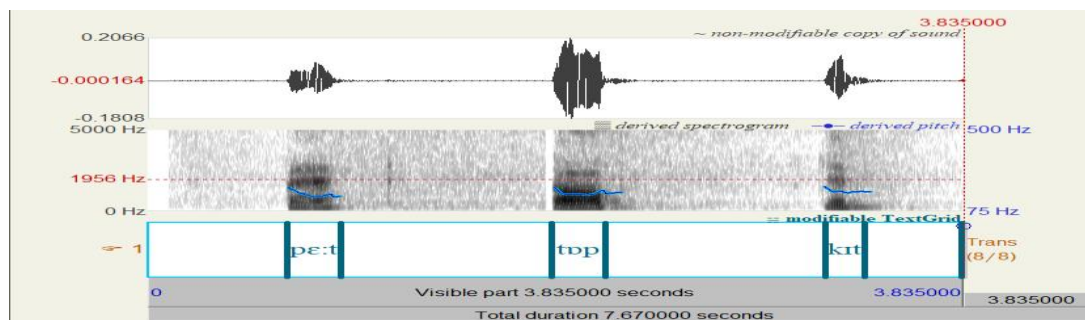 3.835000
0.2066
~ non-modifiable copy of sound
-0.000164
-0.1808
5000 Hz
derived spectrogram
derived pitch
500 Hz
1956 Hz
0 Hz
75 Hz
modifiable TextGrid
1
pɛːt
tɒp
kɪt
Trans
(8/8)
0
Visible part 3.835000 seconds
3.835000
3.835000
Total duration 7.670000 seconds